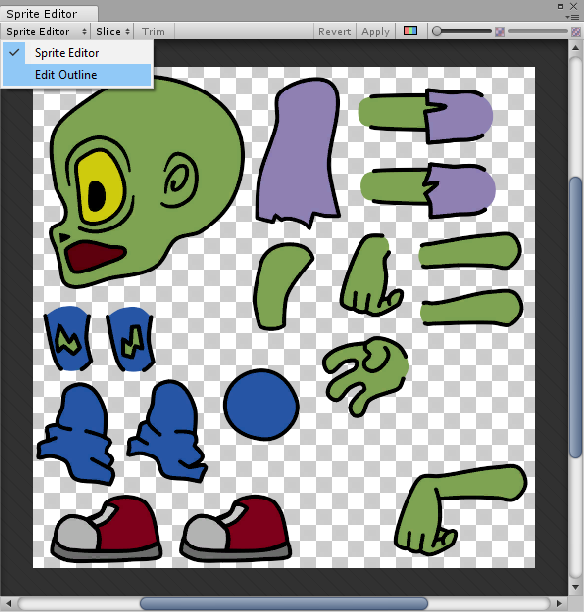 Sprite Editor
Sprite Editor Slice Trim Revert Apply
Sprite Editor
Edit Outline